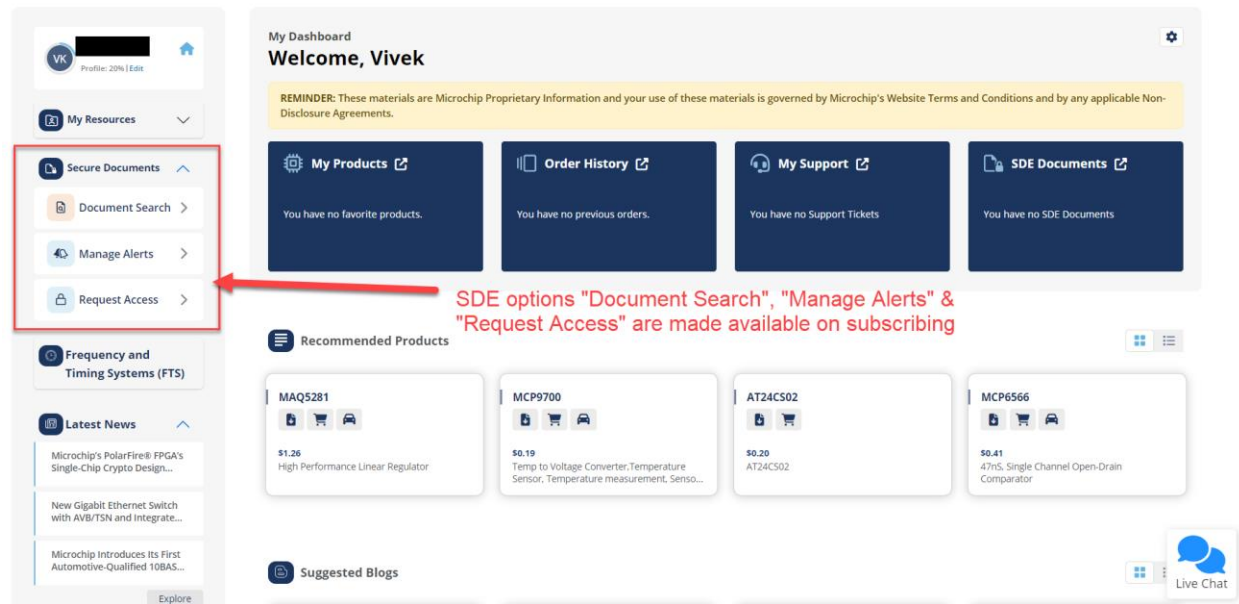 VK
Profile: 20% | Edit
My Resources
Secure Documents
Document Search
Manage Alerts
Request Access
Frequency and
Timing Systems (FTS)
Latest News
Microchip's PolarFire® FPGA's
Single-Chip Crypto Design...
New Gigabit Ethernet Switch
with AVB/TSN and Integrate...
Microchip Introduces Its First
Automotive-Qualified 10BAS...
Explore
My Dashboard
Welcome, Vivek
REMINDER: These materials are Microchip Proprietary Information and your use of these materials is governed by Microchip's Website Terms and Conditions and by any applicable Non-
Disclosure Agreements.
My Products
You have no favorite products.
Order History
You have no previous orders.
My Support
You have no Support Tickets
SDE Documents
You have no SDE Documents
SDE options "Document Search", "Manage Alerts" &
"Request Access" are made available on subscribing
Recommended Products
MAQ5281
$1.26
High Performance Linear Regulator
MCP9700
$0.19
Temp to Voltage Converter,Temperature
Sensor, Temperature measurement, Senso...
AT24CS02
$0.20
AT24CS02
MCP6566
$0.41
47nS, Single Channel Open-Drain
Comparator
Suggested Blogs
Live Chat